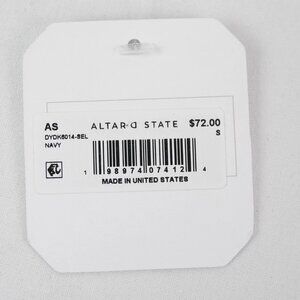 AS ALTAR'D STATE $72.00
DYDK6014-SEL S
NAVY
1 98974 07412 4
MADE IN UNITED STATES